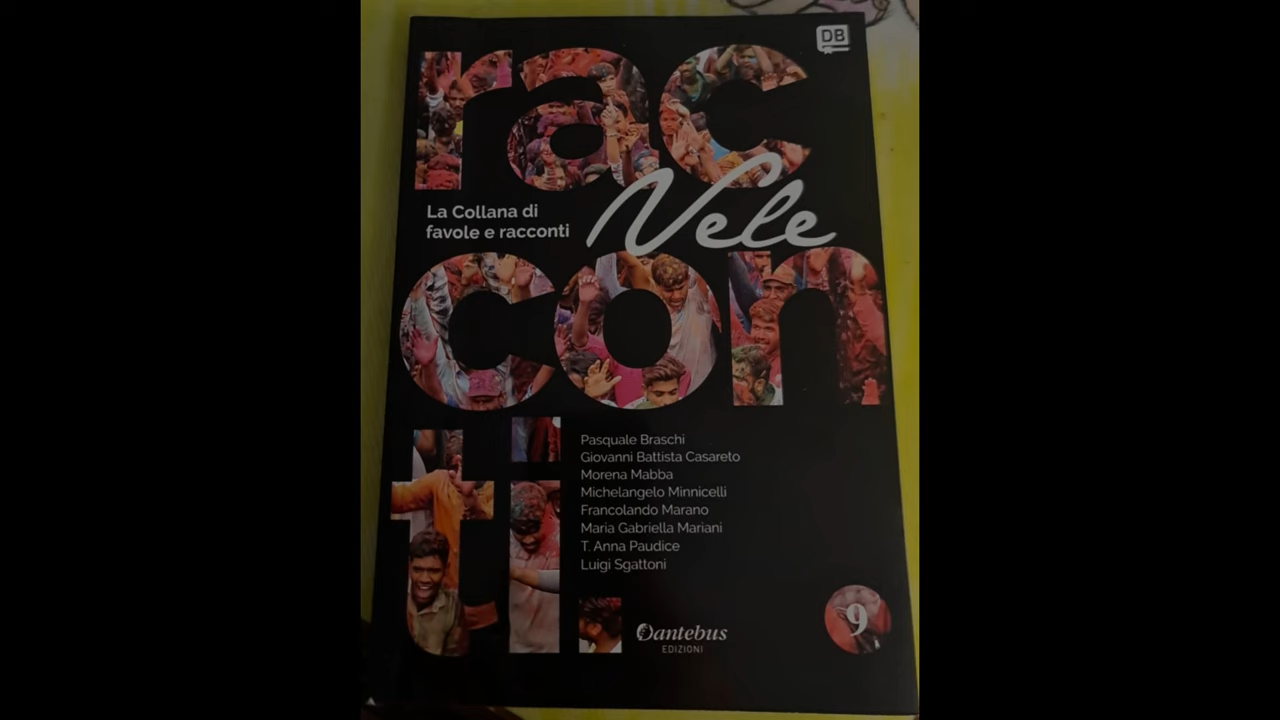 DB
rac
La Collana di
favole e racconti
Vele
con
ti.
Pasquale Braschi
Giovanni Battista Casareto
Morena Mabba
Michelangelo Minnicelli
Francolando Marano
Maria Gabriella Mariani
T. Anna Paudice
Luigi Sgattoni
Dantebus
EDIZIONI
9